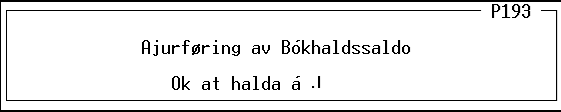 P193
Ajurføring av Bókhaldssaldo
Ok at halda á .|